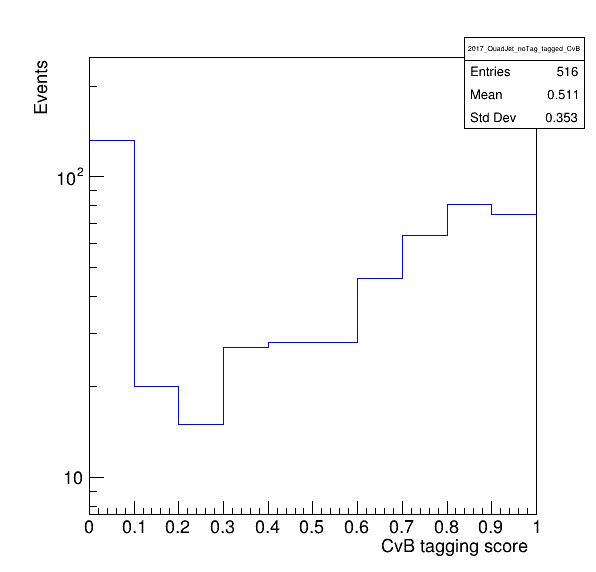 2017_QuadJet_noTag_tagged_CvB
Entries 516
Mean 0.511
Std Dev 0.353
Events
10²
10
0 0.1 0.2 0.3 0.4 0.5 0.6 0.7 0.8 0.9 1
CvB tagging score